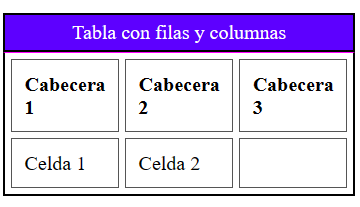 Tabla con filas y columnas
Cabecera 1
Cabecera 2
Cabecera 3
Celda 1
Celda 2